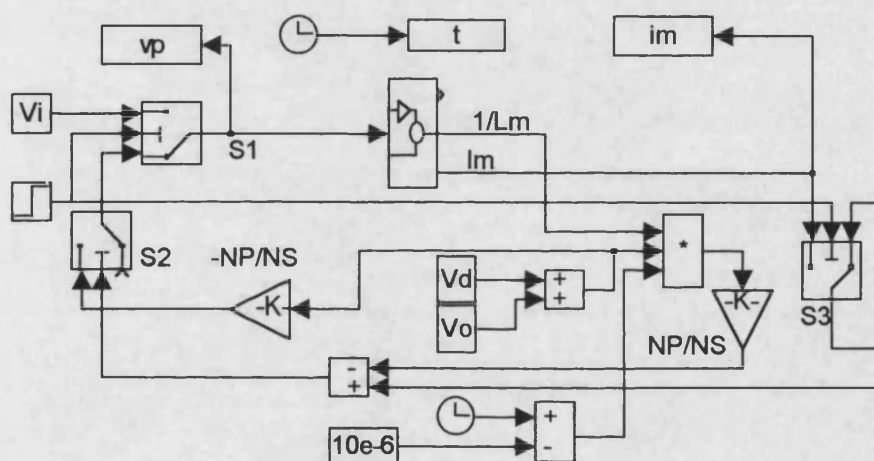 vp
t
im
Vi
S1
1/Lm
Im
S2
-NP/NS
-K-
Vd
Vo
+
+
*
-K-
S3
NP/NS
-
+
+
-
10e-6